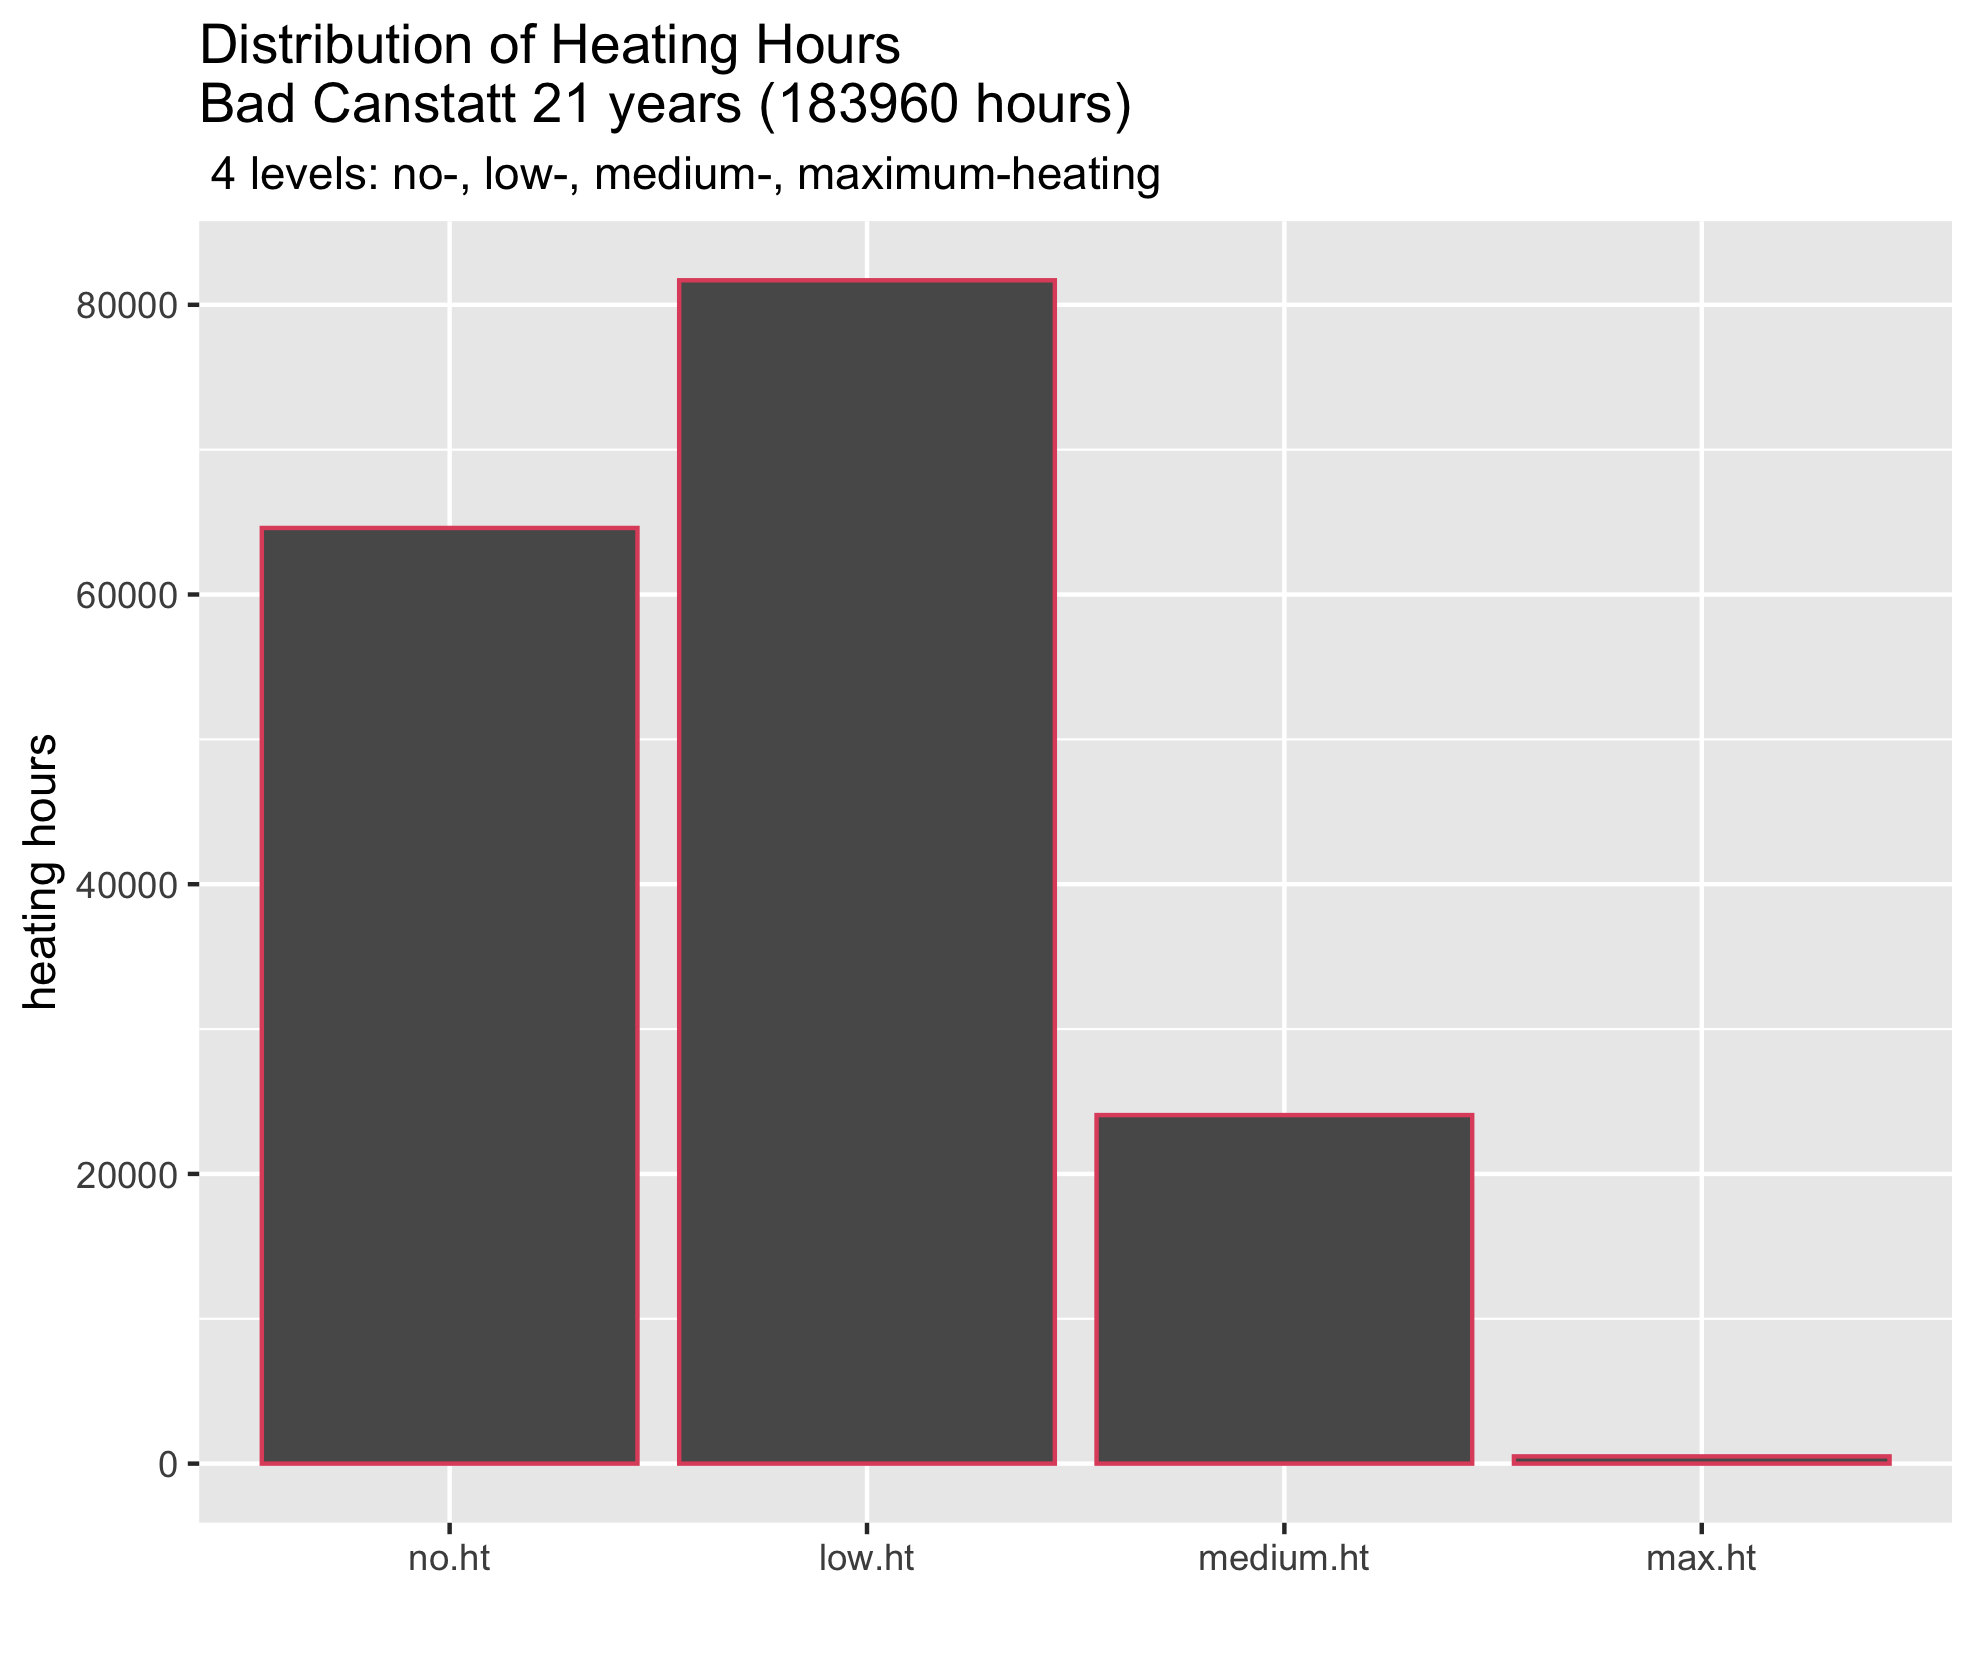 Distribution of Heating Hours
Bad Canstatt 21 years (183960 hours)
4 levels: no-, low-, medium-, maximum-heating
heating hours
80000
60000
40000
20000
0
no.ht
low.ht
medium.ht
max.ht